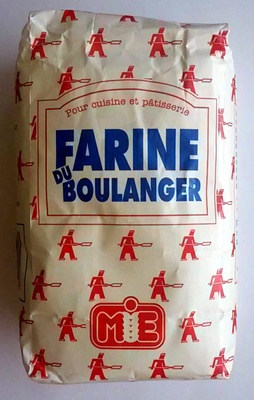 Pour cuisine et pâtisserie
FARINE
DU
BOULANGER
MiE